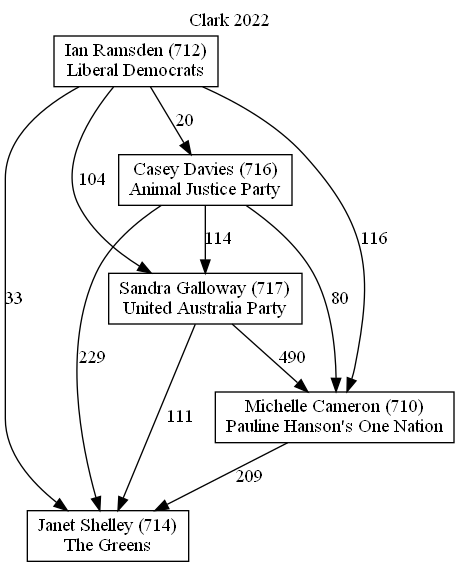 Clark 2022
Ian Ramsden (712)
Liberal Democrats
20
Casey Davies (716)
Animal Justice Party
104
114
116
Sandra Galloway (717)
United Australia Party
33
80
229
490
111
Michelle Cameron (710)
Pauline Hanson's One Nation
209
Janet Shelley (714)
The Greens